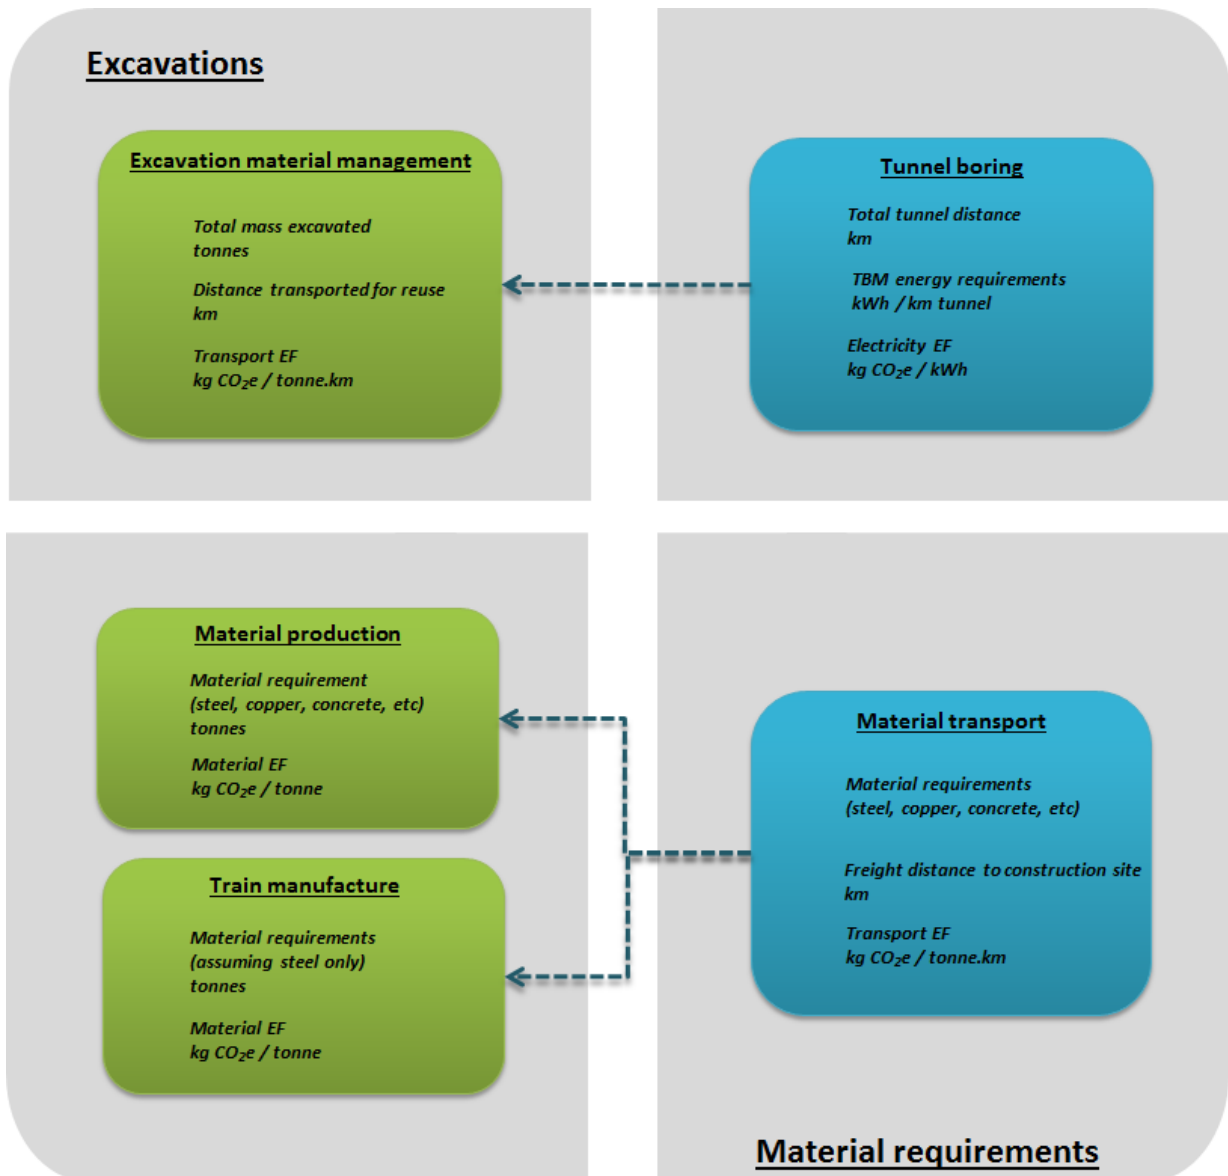 Excavations
Excavation material management
Total mass excavated
tonnes
Distance transported for reuse
km
Transport EF
kg CO₂e / tonne.km
Tunnel boring
Total tunnel distance
km
TBM energy requirements
kWh / km tunnel
Electricity EF
kg CO₂e / kWh
Material production
Material requirement
(steel, copper, concrete, etc)
tonnes
Material EF
kg CO₂e / tonne
Train manufacture
Material requirements
(assuming steel only)
tonnes
Material EF
kg CO₂e / tonne
Material transport
Material requirements
(steel, copper, concrete, etc)
Freight distance to construction site
km
Transport EF
kg CO₂e / tonne.km
Material requirements